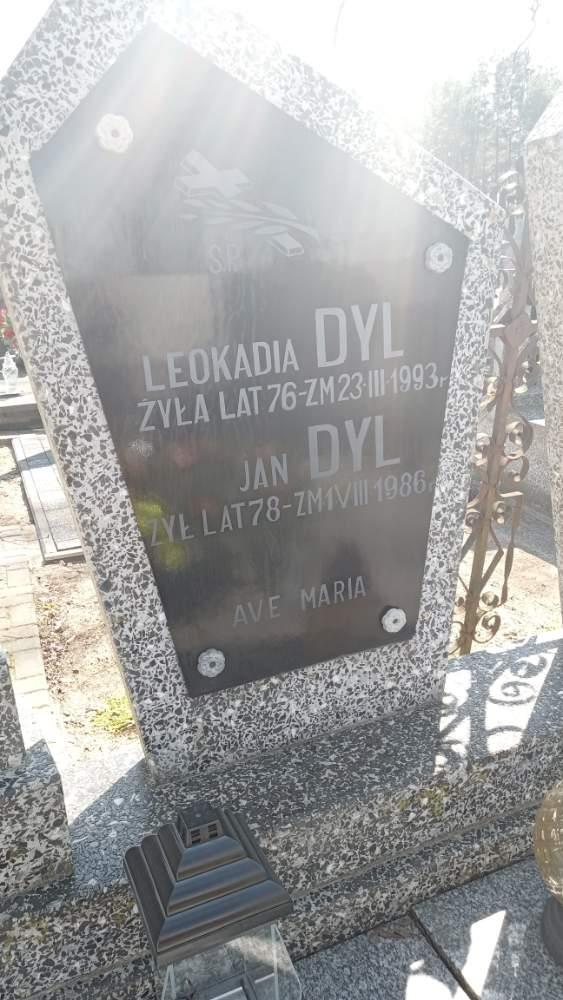 Ś.P.
LEOKADIA DYL
ŻYŁA LAT 76-ZM 23·III·1993r.
JAN DYL
ŻYŁ LAT 78-ZM 1 VIII 1986r.
AVE MARIA